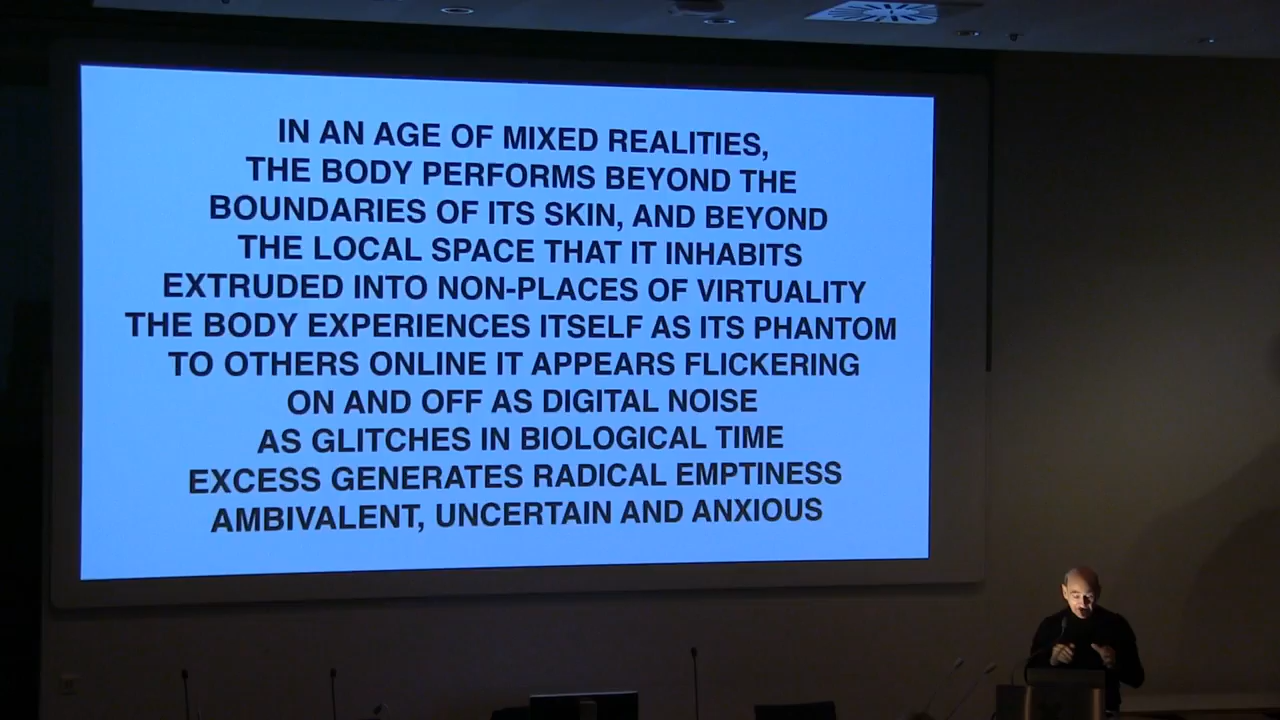 IN AN AGE OF MIXED REALITIES,
THE BODY PERFORMS BEYOND THE
BOUNDARIES OF ITS SKIN, AND BEYOND
THE LOCAL SPACE THAT IT INHABITS
EXTRUDED INTO NON-PLACES OF VIRTUALITY
THE BODY EXPERIENCES ITSELF AS ITS PHANTOM
TO OTHERS ONLINE IT APPEARS FLICKERING
ON AND OFF AS DIGITAL NOISE
AS GLITCHES IN BIOLOGICAL TIME
EXCESS GENERATES RADICAL EMPTINESS
AMBIVALENT, UNCERTAIN AND ANXIOUS